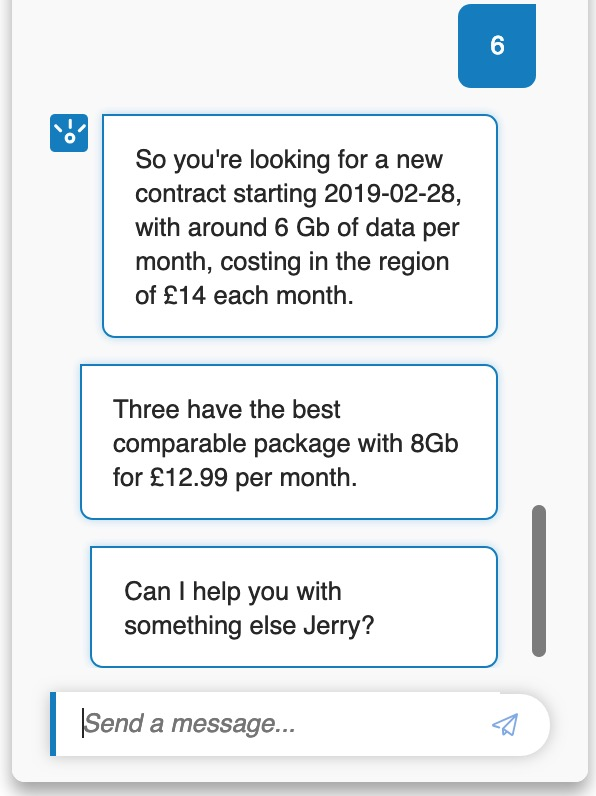 6
So you're looking for a new
contract starting 2019-02-28,
with around 6 Gb of data per
month, costing in the region
of £14 each month.
Three have the best
comparable package with 8Gb
for £12.99 per month.
Can I help you with
something else Jerry?
Send a message...